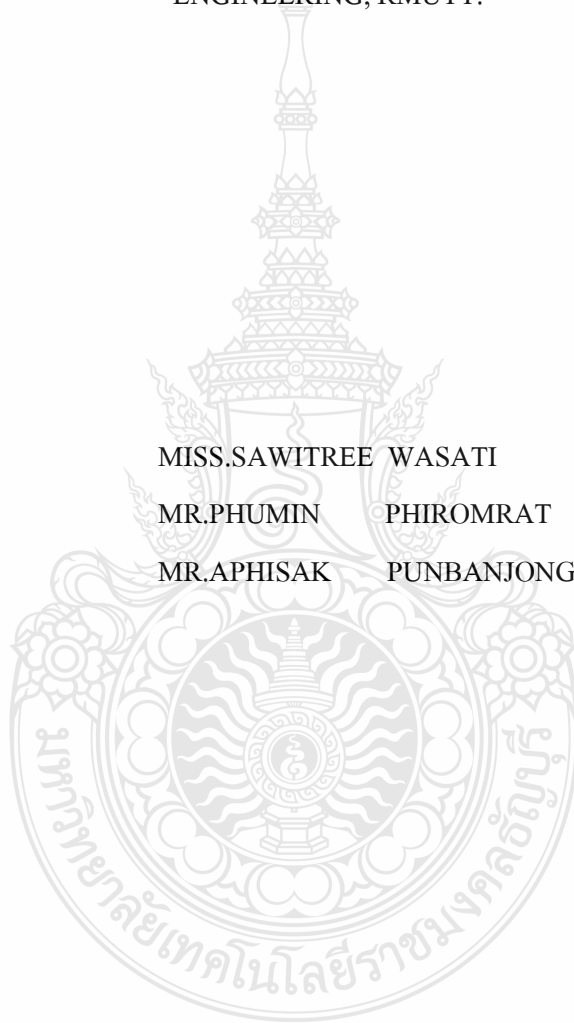 ENGINEERING, RMUTT.
MISS.SAWITREE WASATI
MR.PHUMIN PHIROMRAT
MR.APHISAK PUNBANJONG
มหาวิทยาลัยเทคโนโลยีราชมงคลธัญบุรี